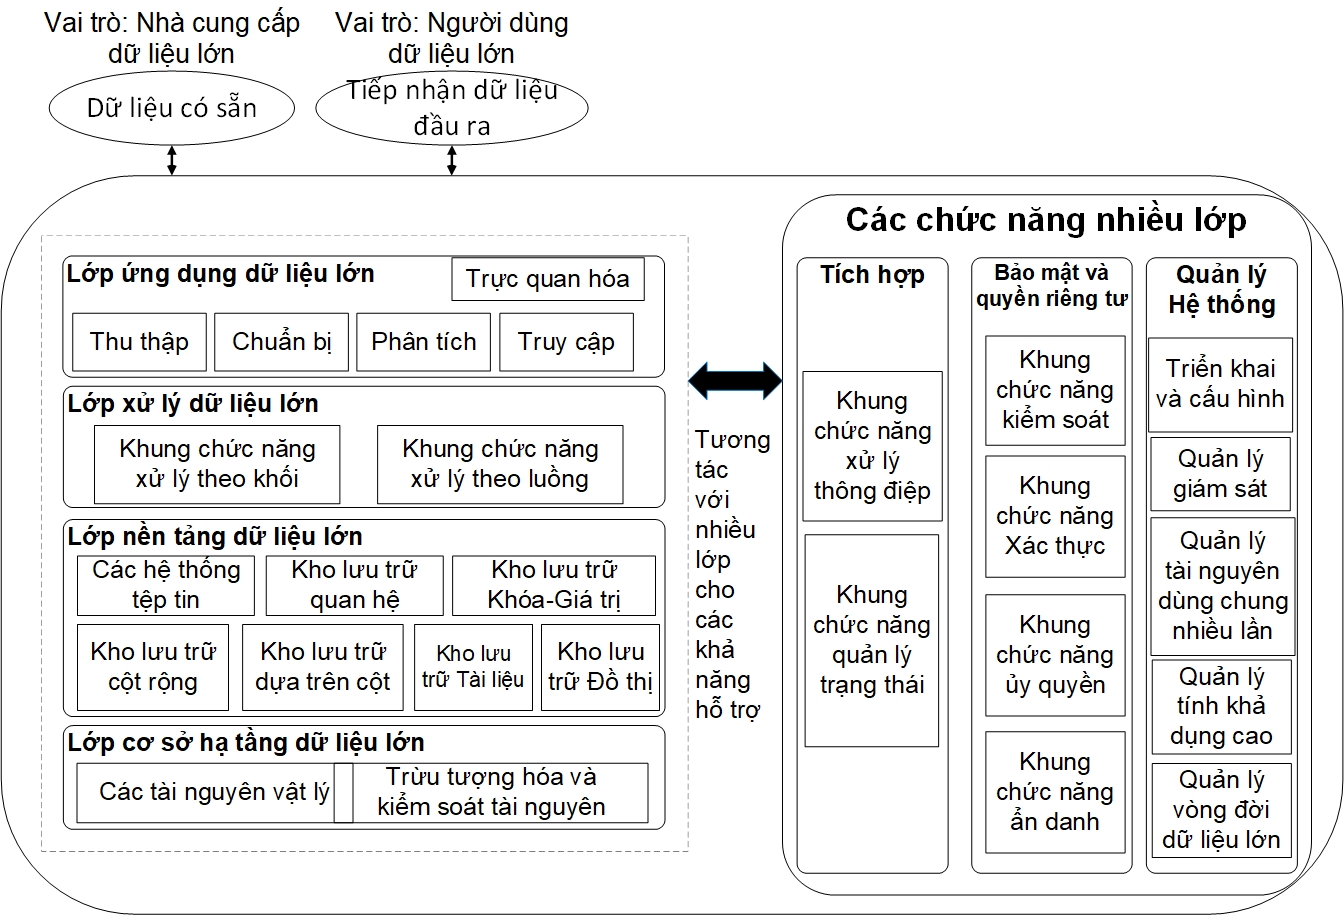 Vai trò: Nhà cung cấp
dữ liệu lớn
Vai trò: Người dùng
dữ liệu lớn
Dữ liệu có sẵn
Tiếp nhận dữ liệu
đầu ra
Lớp ứng dụng dữ liệu lớn
Trực quan hóa
Thu thập
Chuẩn bị
Phân tích
Truy cập
Lớp xử lý dữ liệu lớn
Khung chức năng
xử lý theo khối
Khung chức năng
xử lý theo luồng
Lớp nền tảng dữ liệu lớn
Các hệ thống
tệp tin
Kho lưu trữ
quan hệ
Kho lưu trữ
Khóa-Giá trị
Kho lưu trữ
cột rộng
Kho lưu trữ
dựa trên cột
Kho lưu
trữ Tài liệu
Kho lưu
trữ Đồ thị
Lớp cơ sở hạ tầng dữ liệu lớn
Các tài nguyên vật lý
Trừu tượng hóa và
kiểm soát tài nguyên
Tương
tác
với
nhiều
lớp
cho
các
khả
năng
hỗ trợ
Các chức năng nhiều lớp
Tích hợp
Khung
chức năng
xử lý
thông điệp
Khung
chức năng
quản lý
trạng thái
Bảo mật và
quyền riêng tư
Khung
chức năng
kiểm soát
Khung
chức năng
Xác thực
Khung
chức năng
ủy quyền
Khung
chức năng
ẩn danh
Quản lý
Hệ thống
Triển khai
và cấu hình
Quản lý
giám sát
Quản lý
tài nguyên
dùng chung
nhiều lần
Quản lý
tính khả
dụng cao
Quản lý
vòng đời
dữ liệu lớn